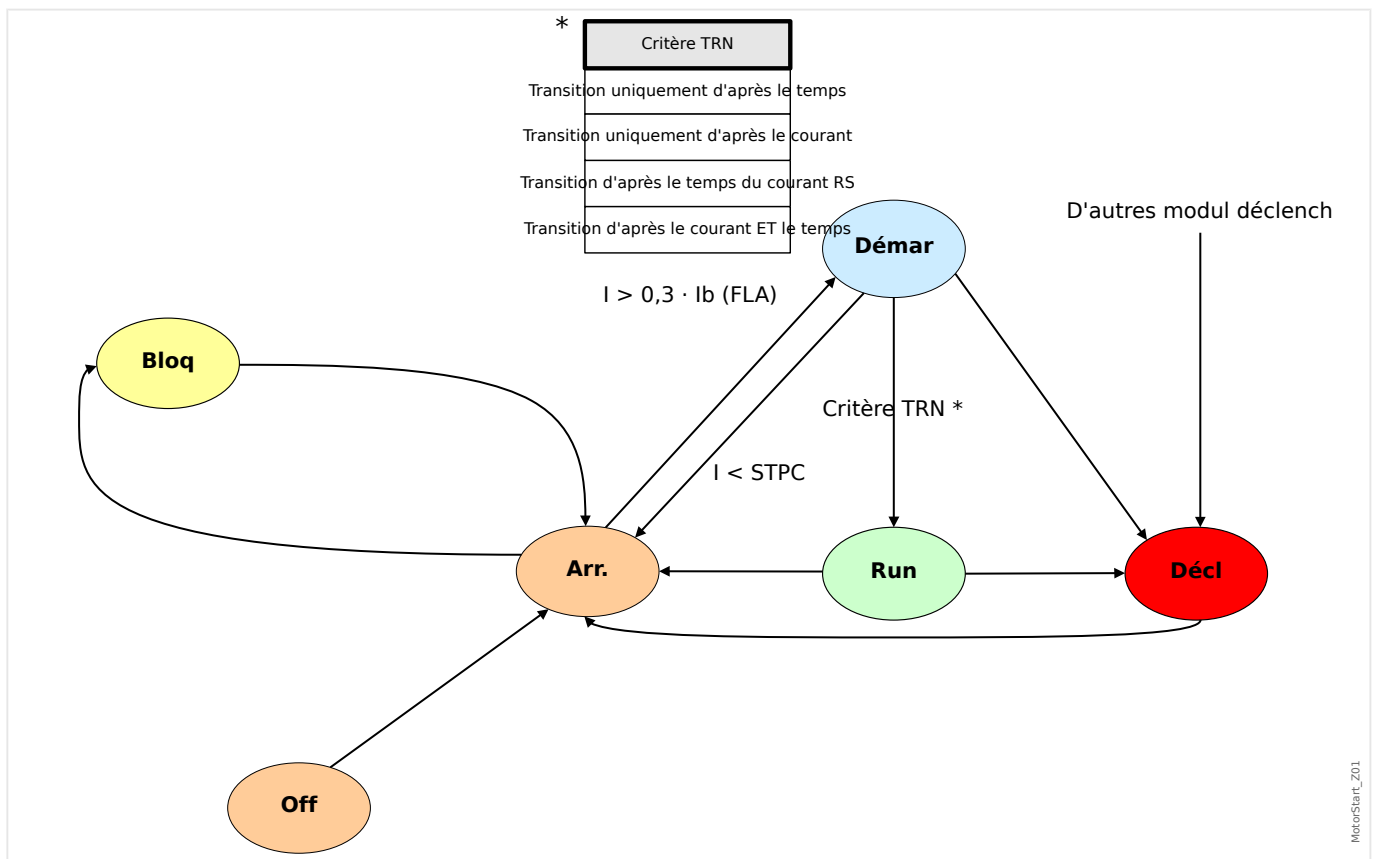 *
Critère TRN
Transition uniquement d'après le temps
Transition uniquement d'après le courant
Transition d'après le temps du courant RS
Transition d'après le courant ET le temps
D'autres modul déclench
Démar
I > 0,3 · Ib (FLA)
Bloq
Critère TRN *
I < STPC
Arr.
Run
Décl
Off
MotorStart_Z01